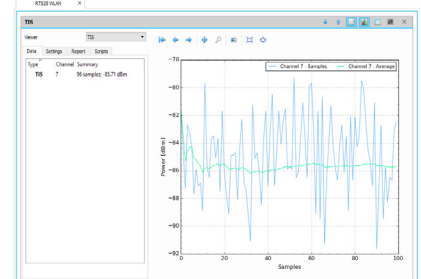 RTS20 WLAN ×
TIS
Viewer TIS
Data Settings Report Scripts
Type Channel Summary
TIS 7 96 samples; -85.71 dBm
Channel 7 - Samples Channel 7 - Average
Power [dBm]
−78
−80
−82
−84
−86
−88
−90
−92
0 20 40 60 80 100
Samples